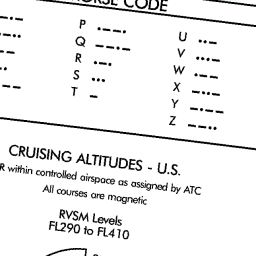 MORSE CODE
P .--. U ..-
Q --.- V ...-
R .-. W .--
S ... X -..-
T - Y -.--
Z --..
CRUISING ALTITUDES - U.S.
R within controlled airspace as assigned by ATC
All courses are magnetic
RVSM Levels
FL290 to FL410